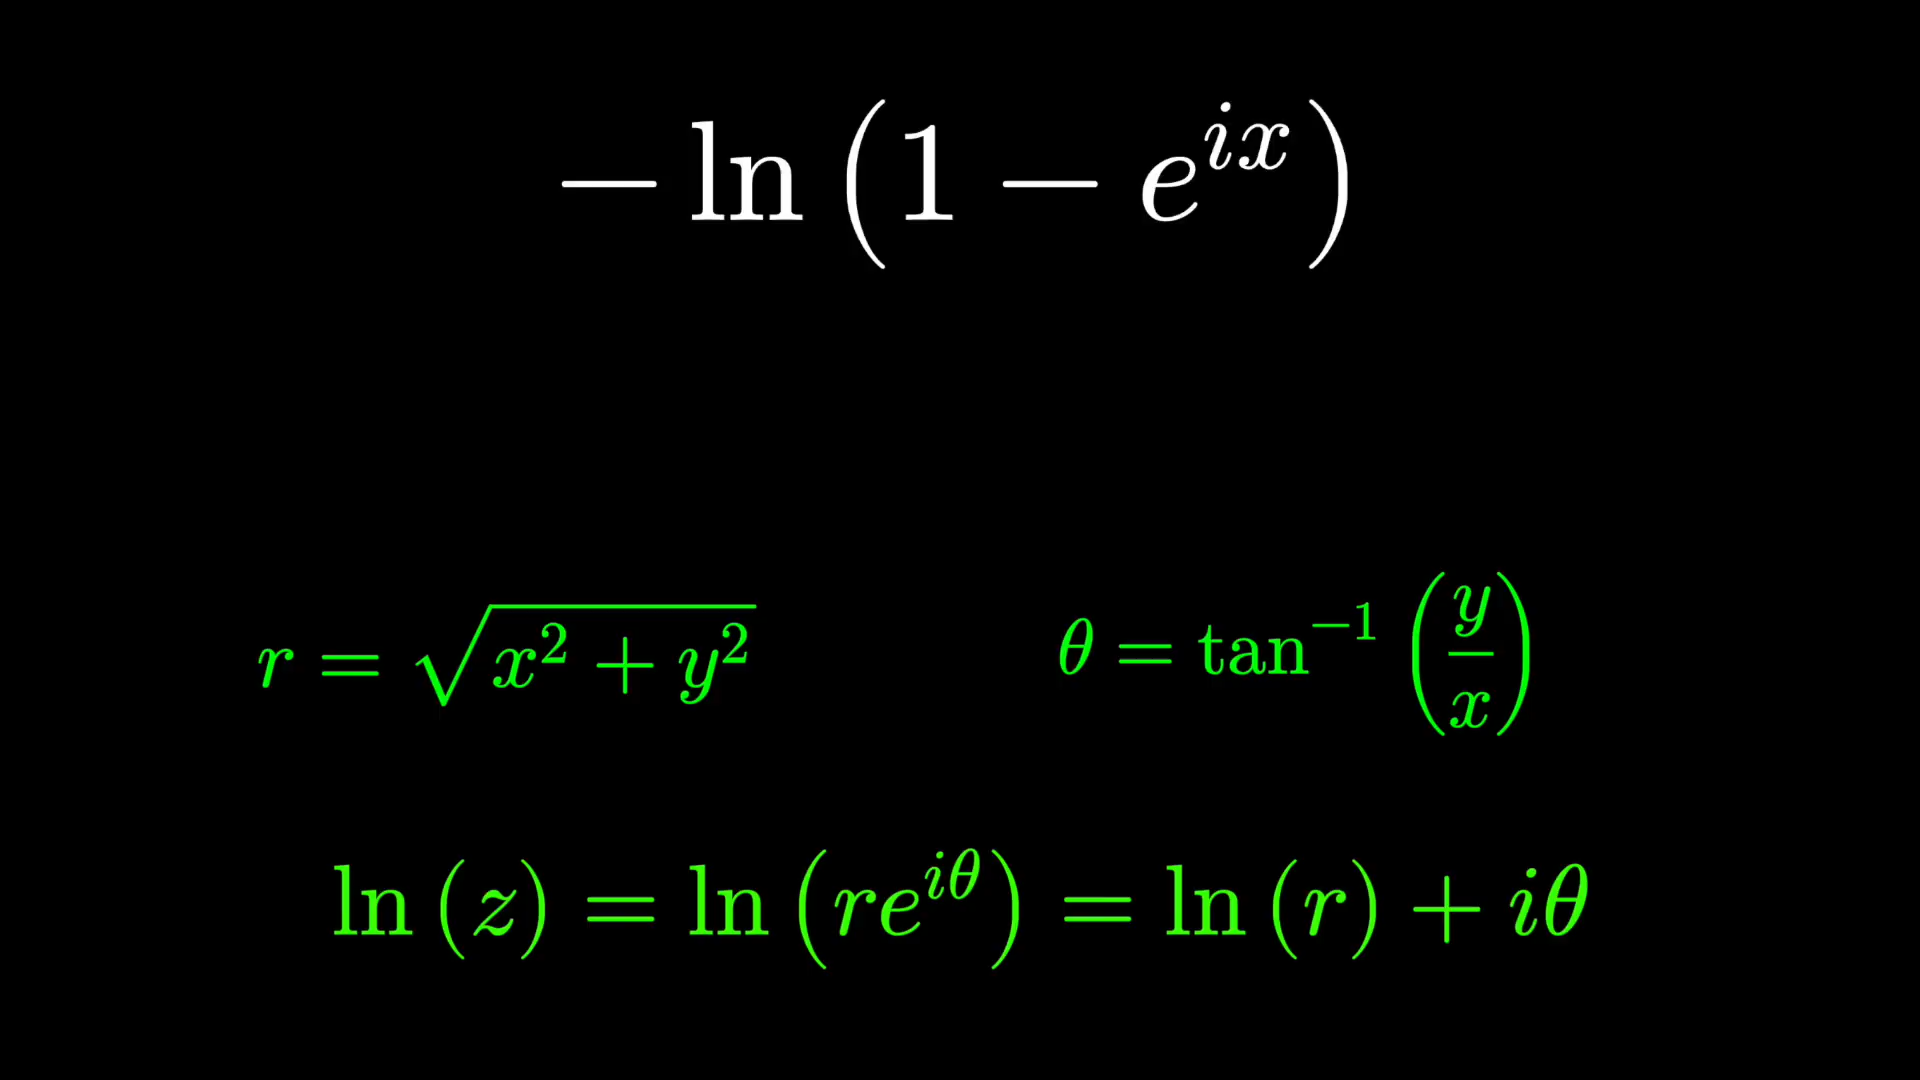 − ln (1 − e^{ix})
r = √(x² + y²)    θ = tan⁻¹ (y/x)
ln (z) = ln (re^{iθ}) = ln (r) + iθ